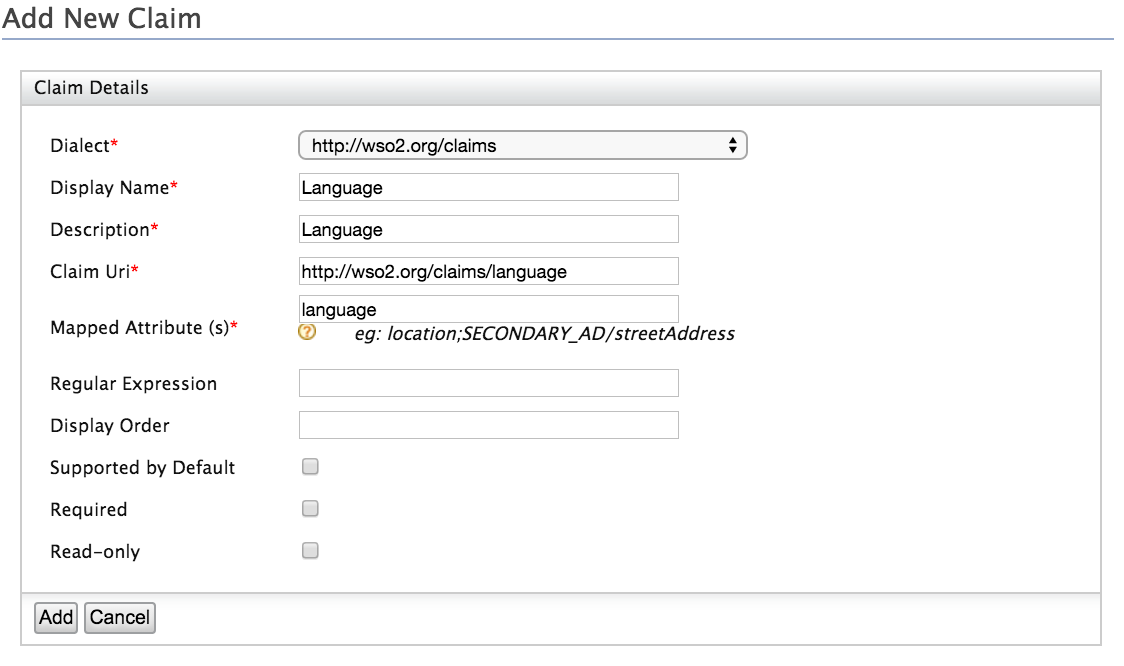 Add New Claim
Claim Details
Dialect* http://wso2.org/claims
Display Name* Language
Description* Language
Claim Uri* http://wso2.org/claims/language
Mapped Attribute (s)* language
? eg: location;SECONDARY_AD/streetAddress
Regular Expression
Display Order
Supported by Default
Required
Read-only
Add Cancel